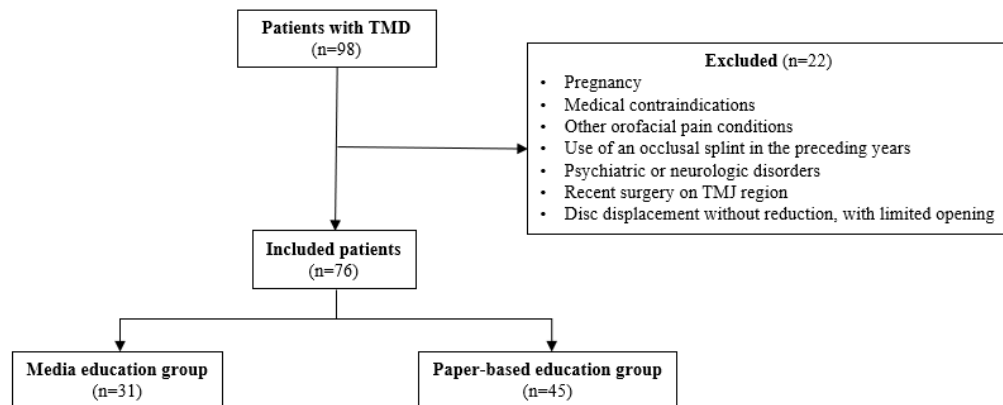 Patients with TMD
(n=98)
Excluded (n=22)
• Pregnancy
• Medical contraindications
• Other orofacial pain conditions
• Use of an occlusal splint in the preceding years
• Psychiatric or neurologic disorders
• Recent surgery on TMJ region
• Disc displacement without reduction, with limited opening
Included patients
(n=76)
Media education group
(n=31)
Paper-based education group
(n=45)